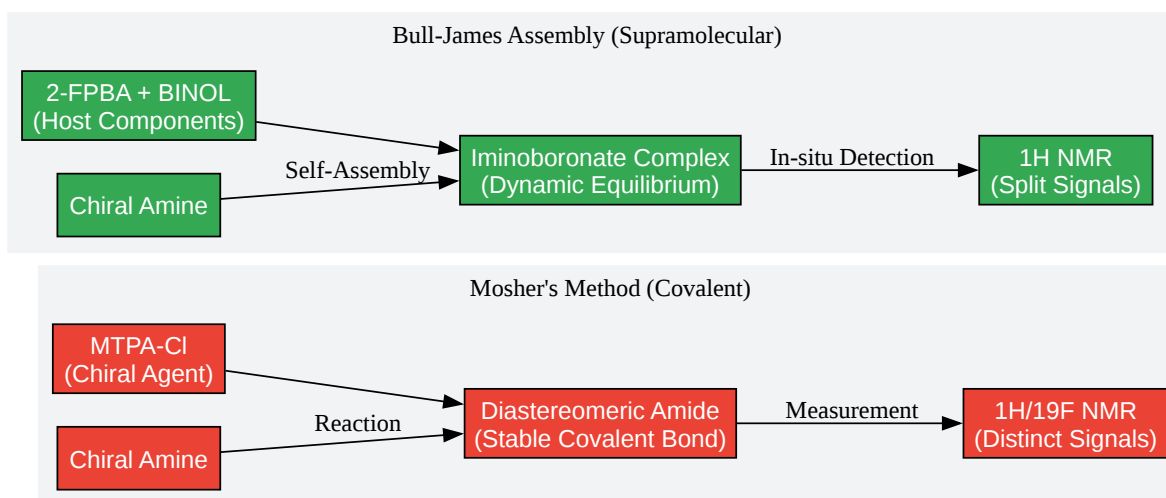 Bull-James Assembly (Supramolecular)
2-FPBA + BINOL
(Host Components)
Chiral Amine
Self-Assembly
Iminoboronate Complex
(Dynamic Equilibrium)
In-situ Detection
1H NMR
(Split Signals)
Mosher's Method (Covalent)
MTPA-Cl
(Chiral Agent)
Chiral Amine
Reaction
Diastereomeric Amide
(Stable Covalent Bond)
Measurement
1H/19F NMR
(Distinct Signals)